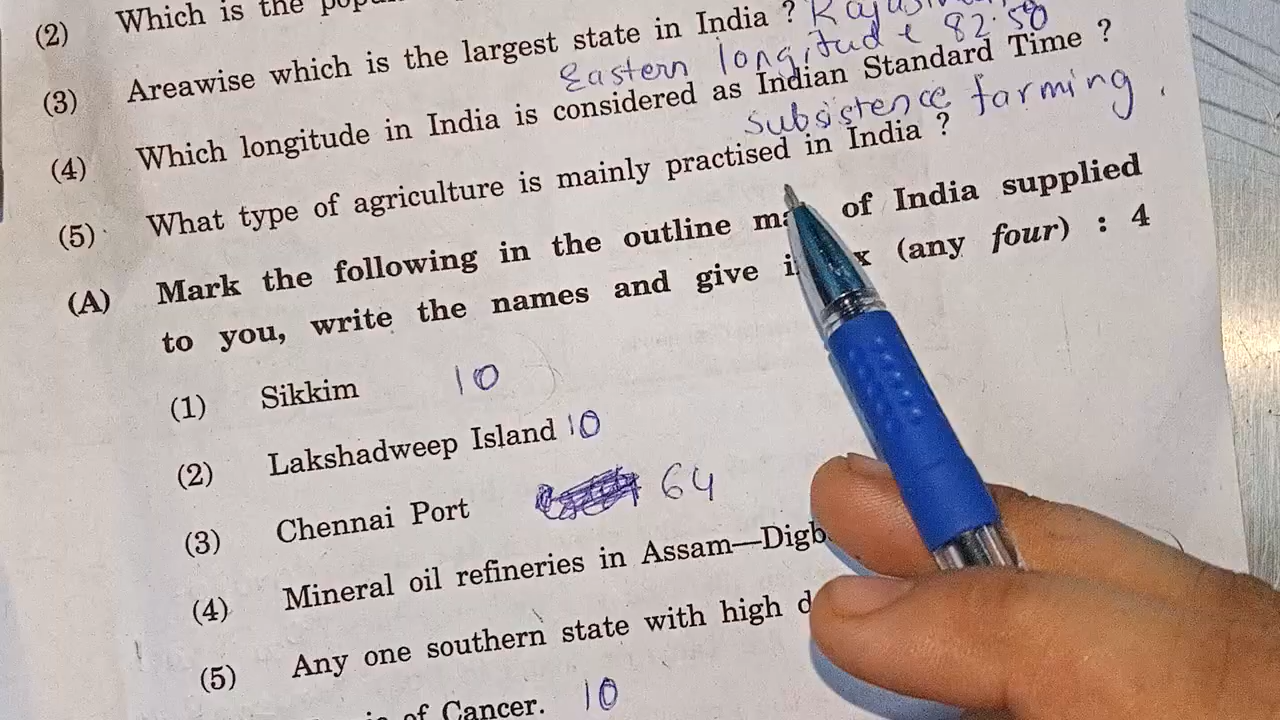 (2) Which is the
(3) Areawise which is the largest state in India ?
Eastern longitude 82.50
(4) Which longitude in India is considered as Indian Standard Time ?
subsistence farming .
(5) What type of agriculture is mainly practised in India ?
(A) Mark the following in the outline of India supplied
to you, write the names and give (any four) : 4
(1) Sikkim 10
(2) Lakshadweep Island 10
(3) Chennai Port 64
(4) Mineral oil refineries in Assam—
(5) Any one southern state with high
of Cancer. 10